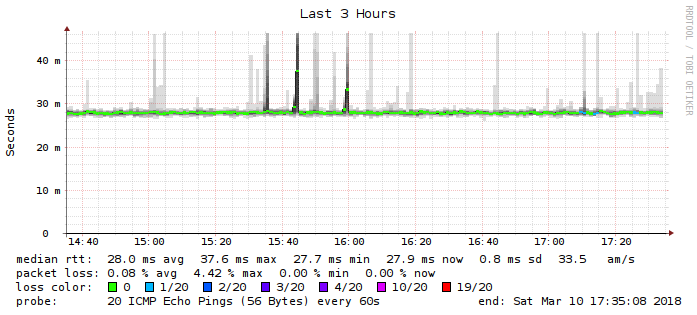 Last 3 Hours
RRDTOOL / TOBI OETIKER
Seconds
40 m
30 m
20 m
10 m
0
14:40 15:00 15:20 15:40 16:00 16:20 16:40 17:00 17:20
median rtt: 28.0 ms avg 37.6 ms max 27.7 ms min 27.9 ms now 0.8 ms sd 33.5 am/s
packet loss: 0.08 % avg 4.42 % max 0.00 % min 0.00 % now
loss color: 0 1/20 2/20 3/20 4/20 10/20 19/20
probe: 20 ICMP Echo Pings (56 Bytes) every 60s end: Sat Mar 10 17:35:08 2018